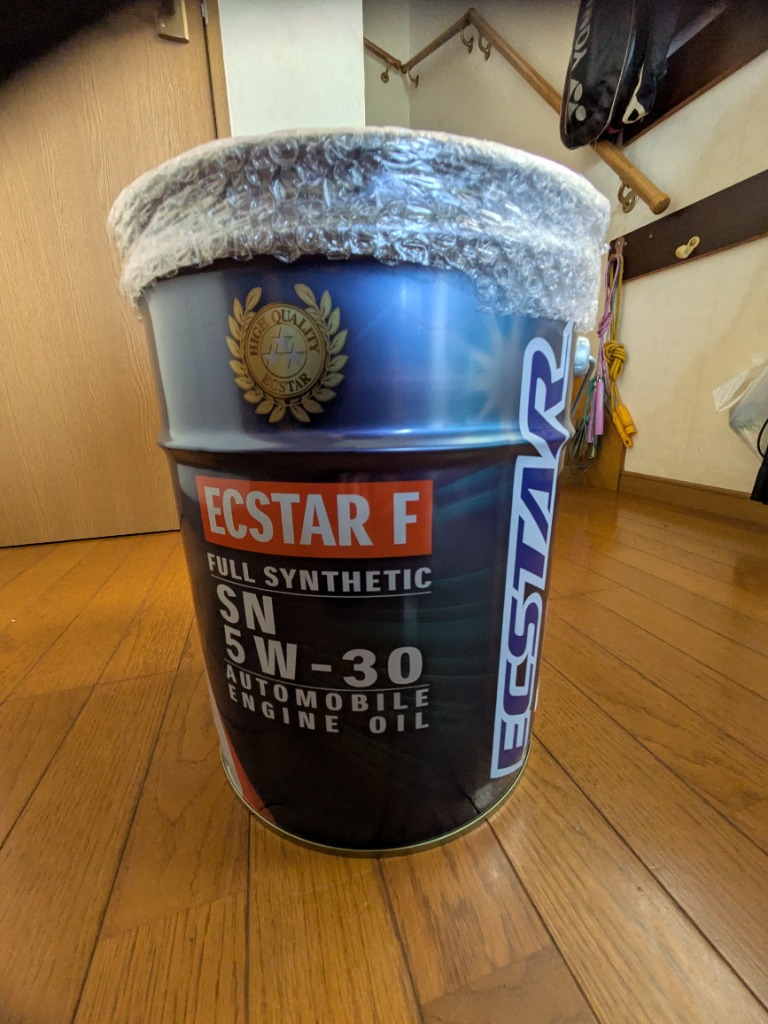 HIGH QUALITY
ECSTAR
ECSTAR F
FULL SYNTHETIC
SN
5W-30
AUTOMOBILE
ENGINE OIL
ECSTAR